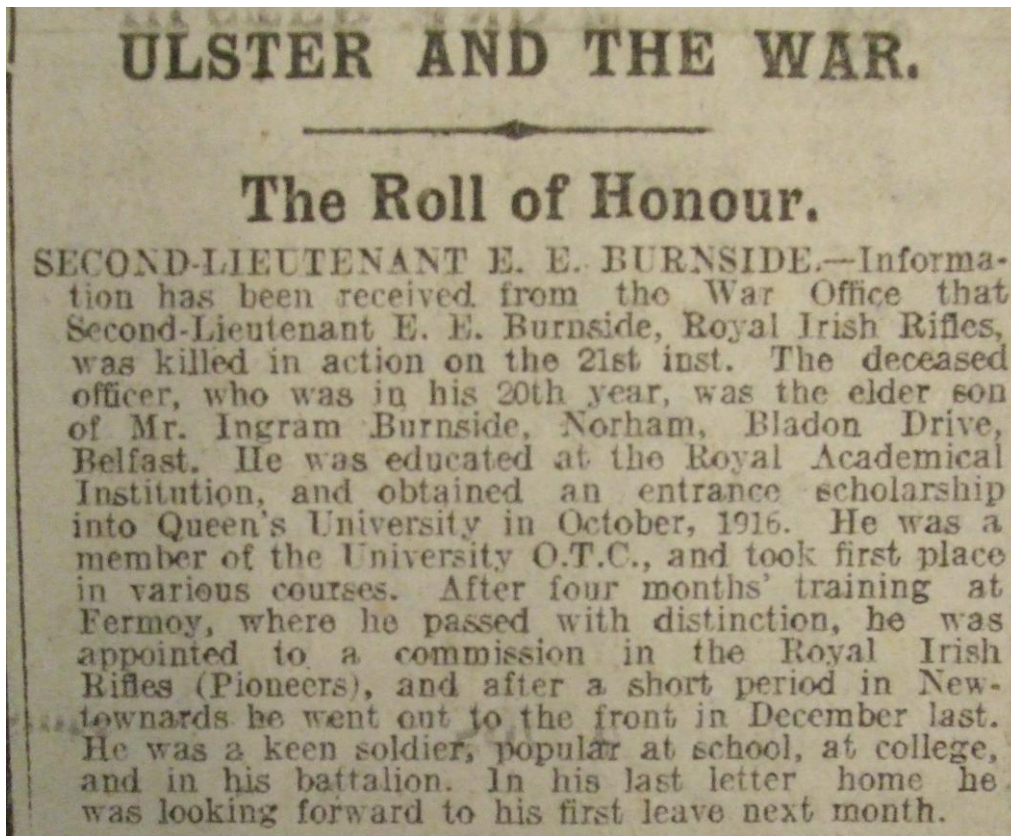 ULSTER AND THE WAR.
The Roll of Honour.
SECOND-LIEUTENANT E. E. BURNSIDE.—Informa-
tion has been received from the War Office that
Second-Lieutenant E. E. Burnside, Royal Irish Rifles,
was killed in action on the 21st inst. The deceased
officer, who was in his 20th year, was the elder son
of Mr. Ingram Burnside, Norham, Bladon Drive,
Belfast. He was educated at the Royal Academical
Institution, and obtained an entrance scholarship
into Queen's University in October, 1916. He was a
member of the University O.T.C., and took first place
in various courses. After four months' training at
Fermoy, where he passed with distinction, he was
appointed to a commission in the Royal Irish
Rifles (Pioneers), and after a short period in New-
townards he went out to the front in December last.
He was a keen soldier, popular at school, at college,
and in his battalion. In his last letter home he
was looking forward to his first leave next month.